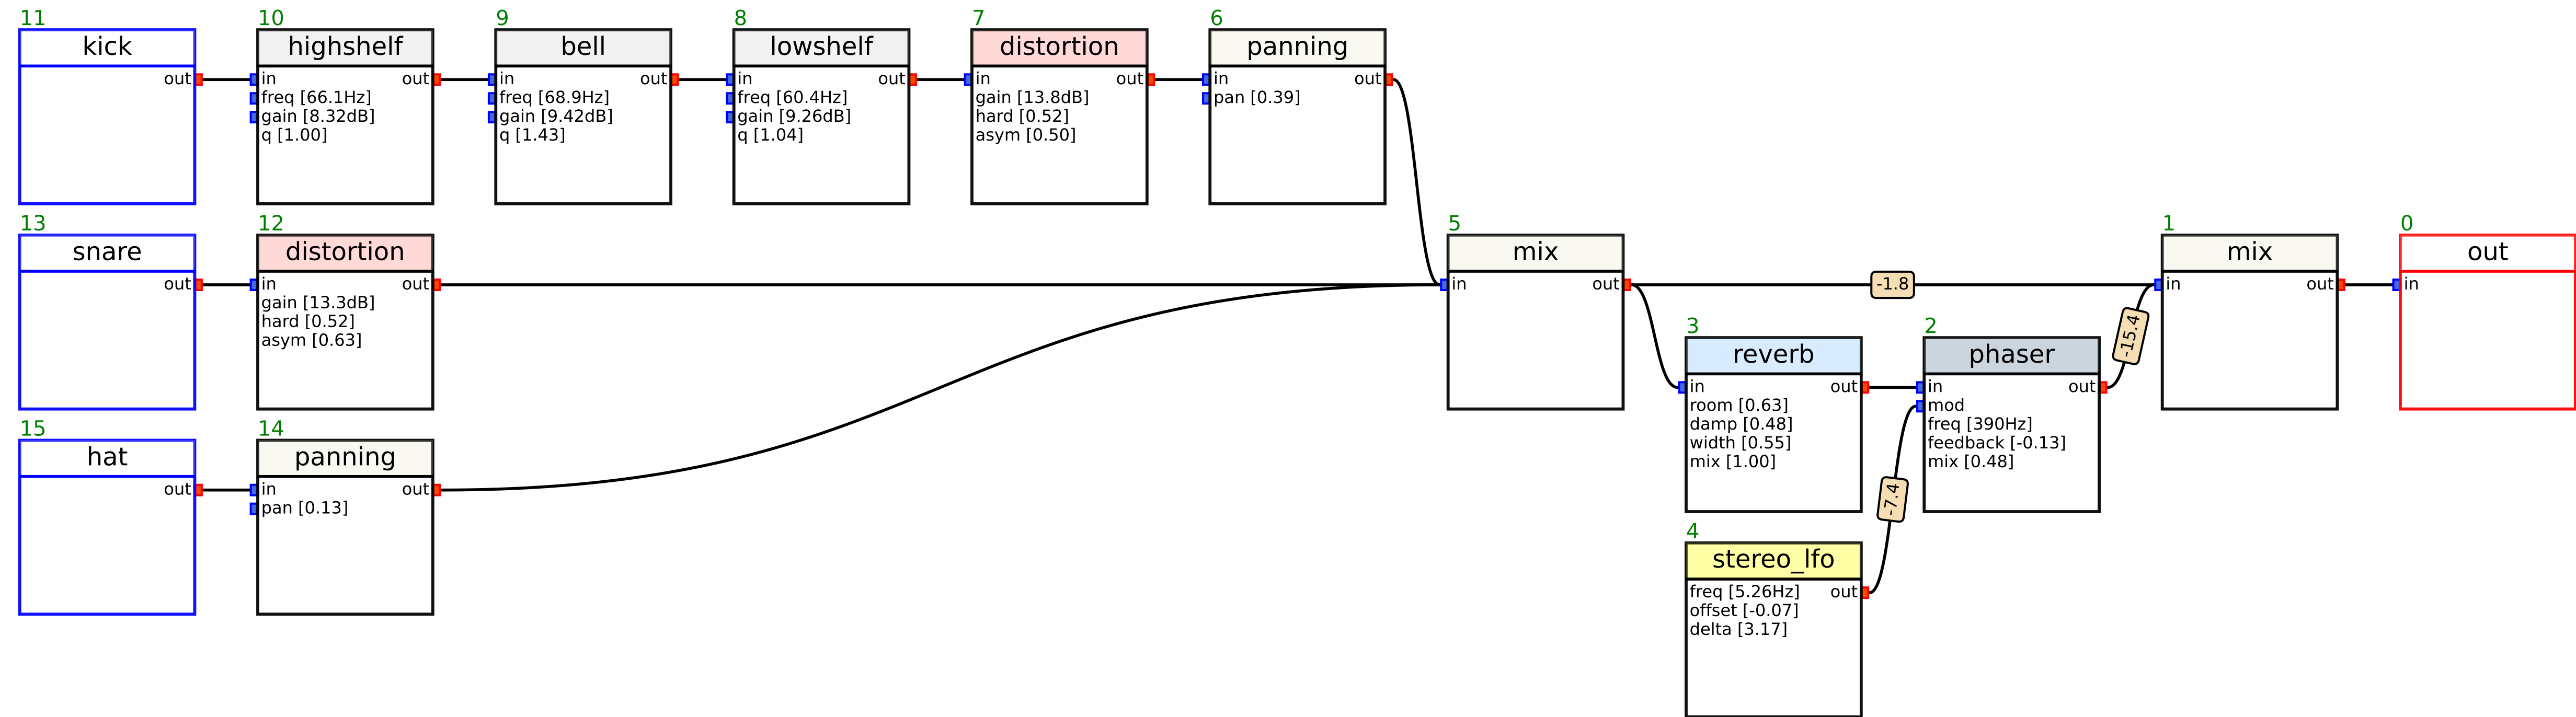 11
kick
out
10
highshelf
in out
freq [66.1Hz]
gain [8.32dB]
q [1.00]
9
bell
in out
freq [68.9Hz]
gain [9.42dB]
q [1.43]
8
lowshelf
in out
freq [60.4Hz]
gain [9.26dB]
q [1.04]
7
distortion
in out
gain [13.8dB]
hard [0.52]
asym [0.50]
6
panning
in out
pan [0.39]
13
snare
out
12
distortion
in out
gain [13.3dB]
hard [0.52]
asym [0.63]
5
mix
in out
-1.8
1
mix
in out
0
out
in
3
reverb
in out
room [0.63]
damp [0.48]
width [0.55]
mix [1.00]
2
phaser
in out
mod
freq [390Hz]
feedback [-0.13]
mix [0.48]
-15.4
15
hat
out
14
panning
in out
pan [0.13]
-7.4
4
stereo_lfo
freq [5.26Hz] out
offset [-0.07]
delta [3.17]